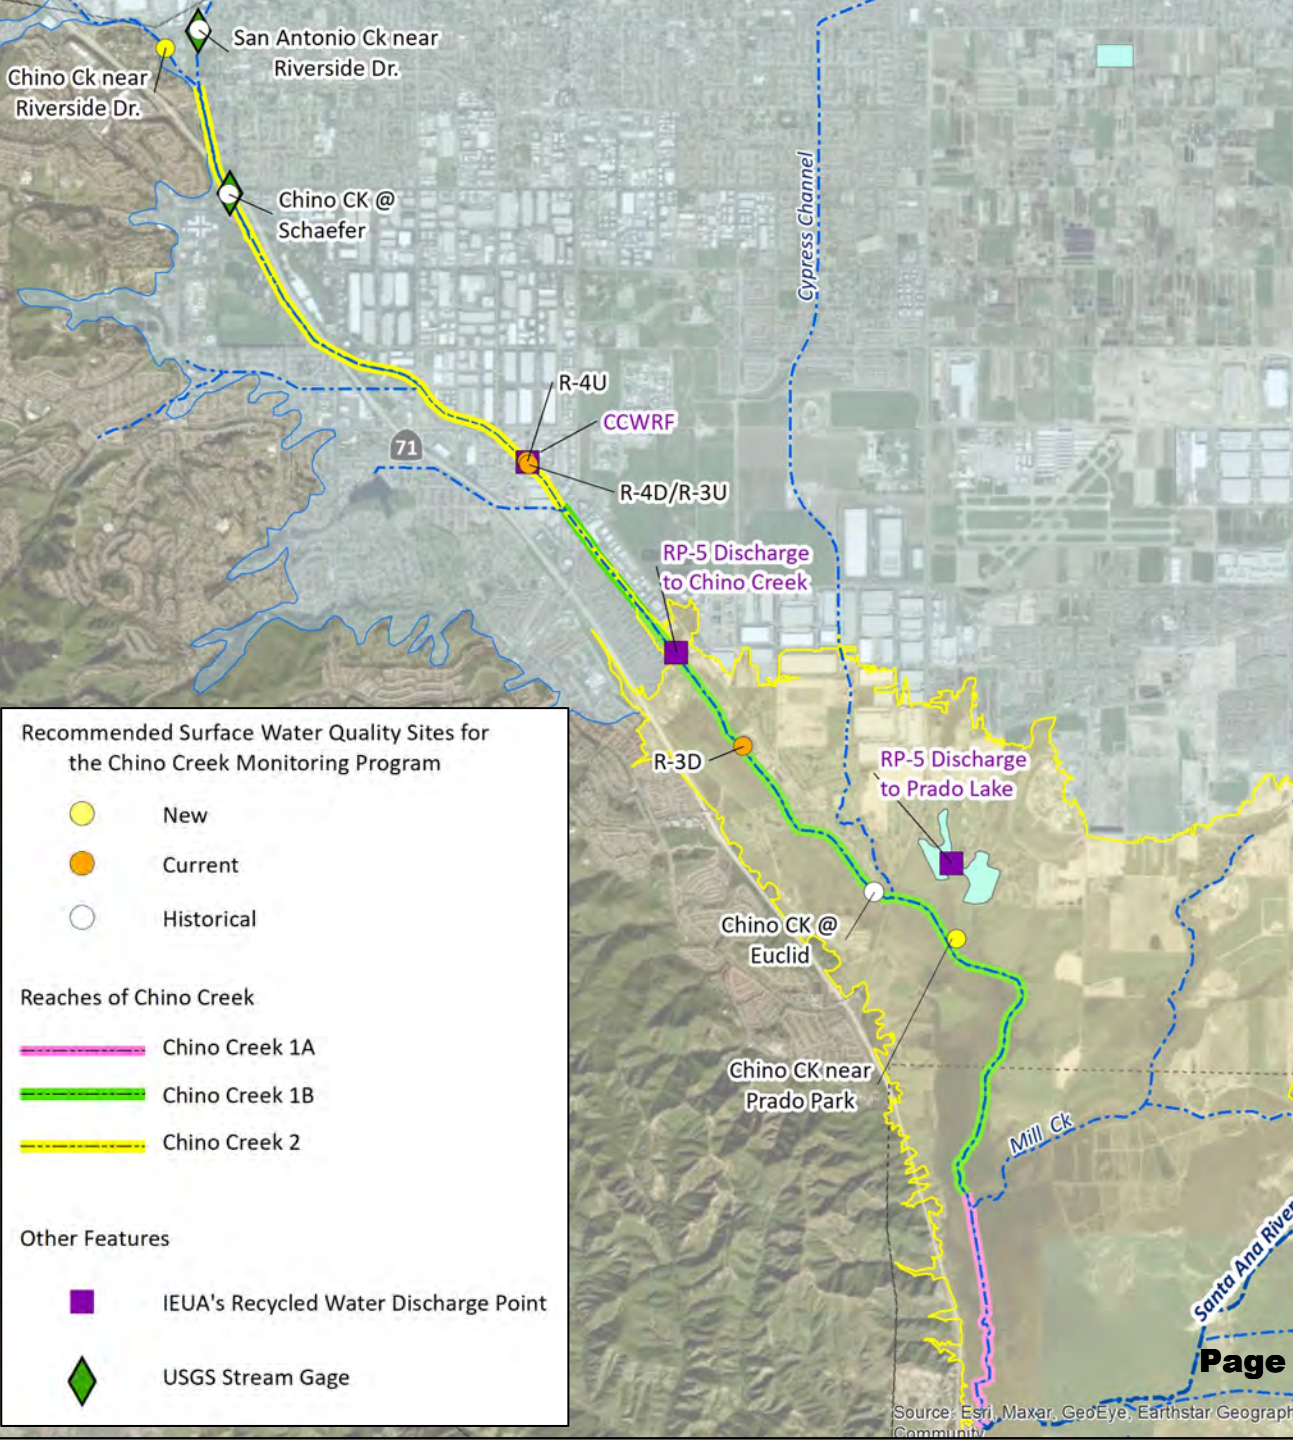 San Antonio Ck near
Riverside Dr.
Chino Ck near
Riverside Dr.
Chino CK @
Schaefer
Cypress Channel
R-4U
CCWRF
71
R-4D/R-3U
RP-5 Discharge
to Chino Creek
R-3D
RP-5 Discharge
to Prado Lake
Chino CK @
Euclid
Chino CK near
Prado Park
Mill Ck
Santa Ana River
Recommended Surface Water Quality Sites for
the Chino Creek Monitoring Program
New
Current
Historical
Reaches of Chino Creek
Chino Creek 1A
Chino Creek 1B
Chino Creek 2
Other Features
IEUA's Recycled Water Discharge Point
USGS Stream Gage
Page
Source: Esri, Maxar, GeoEye, Earthstar Geograph
Community